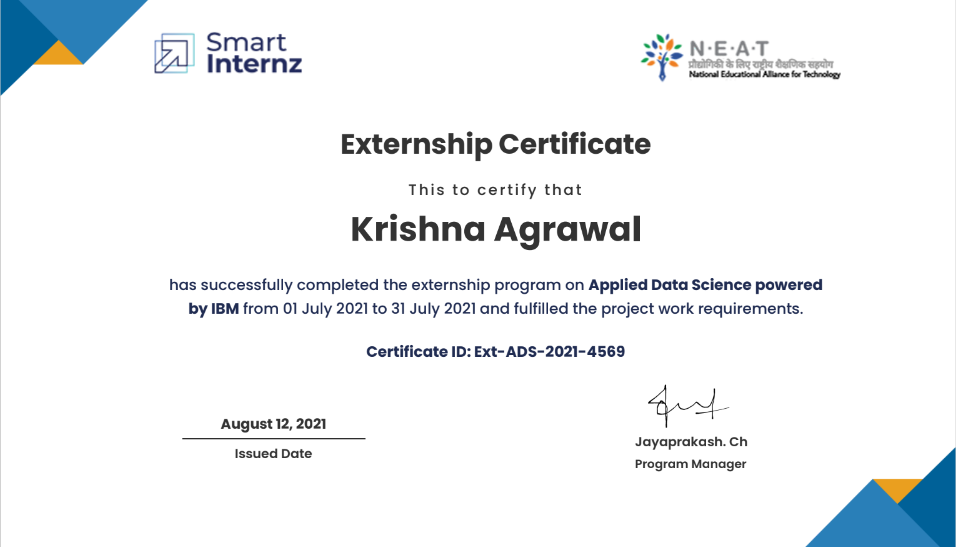 Smart
Internz
N·E·A·T
प्रौद्योगिकी के लिए राष्ट्रीय शैक्षणिक सहयोग
National Educational Alliance for Technology
Externship Certificate
This to certify that
Krishna Agrawal
has successfully completed the externship program on Applied Data Science powered
by IBM from 01 July 2021 to 31 July 2021 and fulfilled the project work requirements.
Certificate ID: Ext-ADS-2021-4569
August 12, 2021
Issued Date
Jayaprakash. Ch
Program Manager